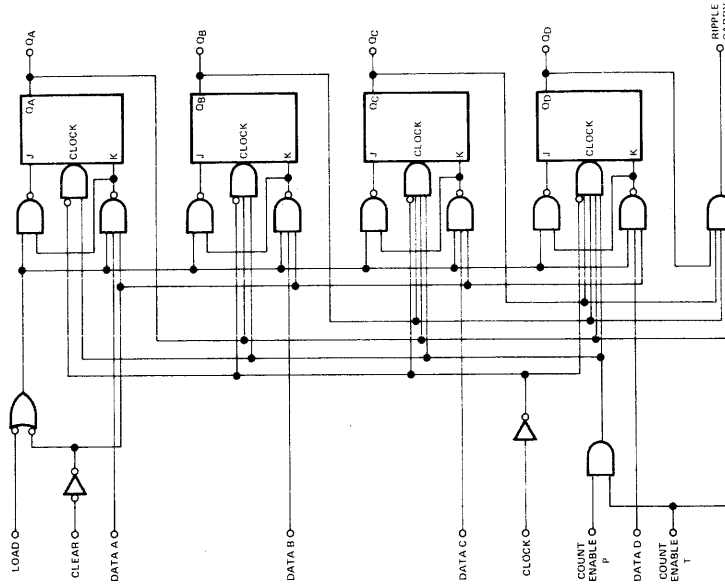 QA
QA
J
CLOCK
K
QB
QB
J
CLOCK
K
QC
QC
J
CLOCK
K
QD
QD
J
CLOCK
K
RIPPLE
LOAD
CLEAR
DATA A
DATA B
DATA C
CLOCK
COUNT
ENABLE
P
DATA D
COUNT
ENABLE
T